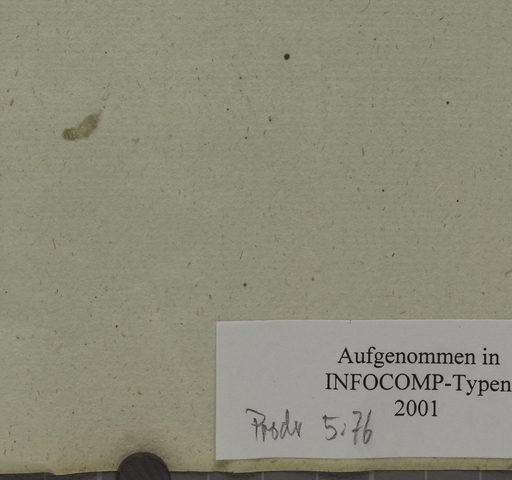 Aufgenommen in
INFOCOMP-Typen
2001
Prodr 5:76